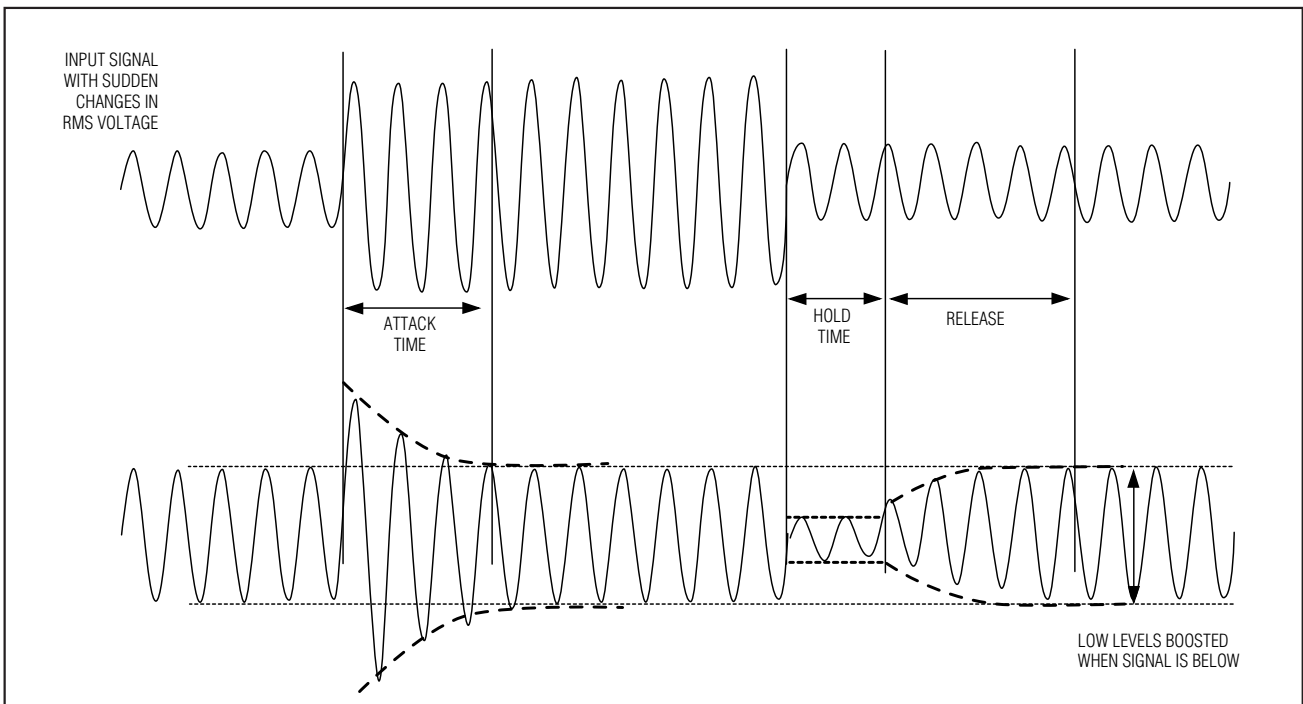 INPUT SIGNAL
WITH SUDDEN
CHANGES IN
RMS VOLTAGE
ATTACK
TIME
HOLD
TIME
RELEASE
LOW LEVELS BOOSTED
WHEN SIGNAL IS BELOW